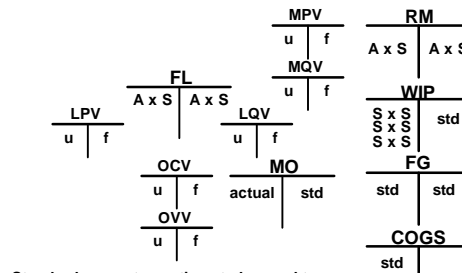 MPV
u f
RM
A x S A x S
MQV
u f
FL
A x S A x S
WIP
S x S std
S x S
S x S
LPV
u f
LQV
u f
OCV
u f
MO
actual std
FG
std std
OVV
u f
COGS
std